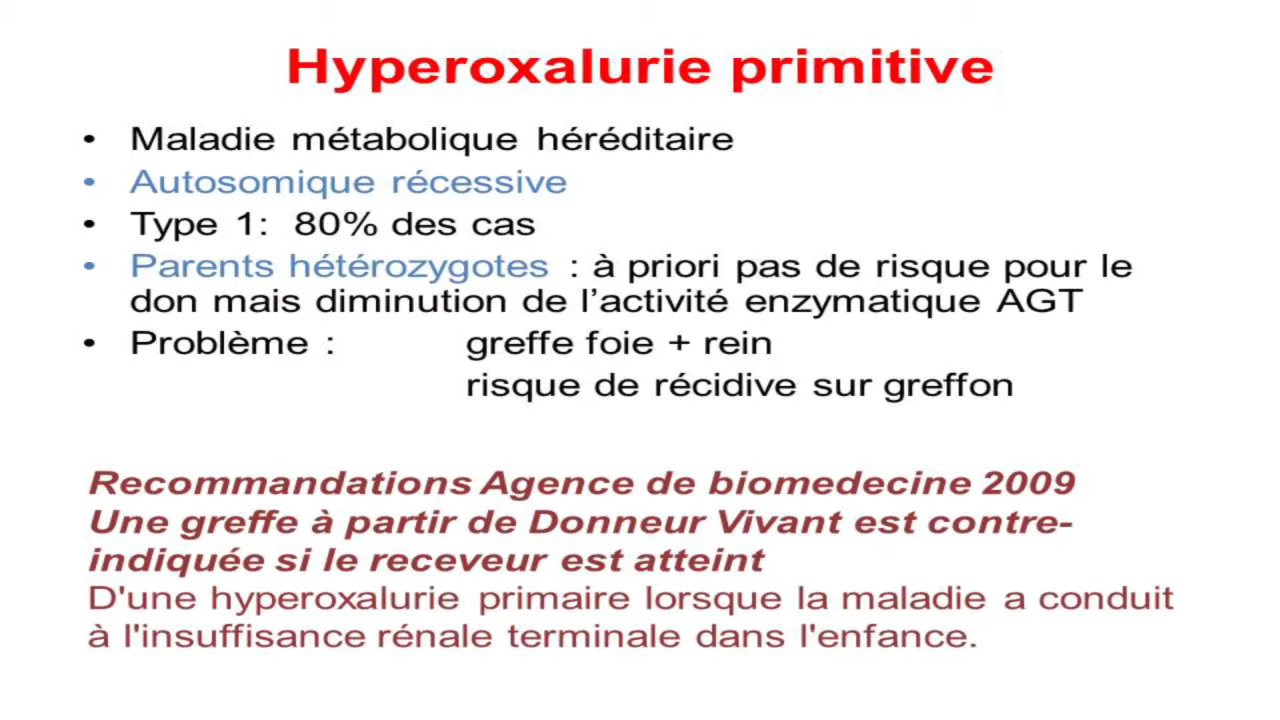 Hyperoxalurie primitive
• Maladie métabolique héréditaire
• Autosomique récessive
• Type 1: 80% des cas
• Parents hétérozygotes : à priori pas de risque pour le
don mais diminution de l’activité enzymatique AGT
• Problème : greffe foie + rein
risque de récidive sur greffon
Recommandations Agence de biomedecine 2009
Une greffe à partir de Donneur Vivant est contre-
indiquée si le receveur est atteint
D'une hyperoxalurie primaire lorsque la maladie a conduit
à l'insuffisance rénale terminale dans l'enfance.